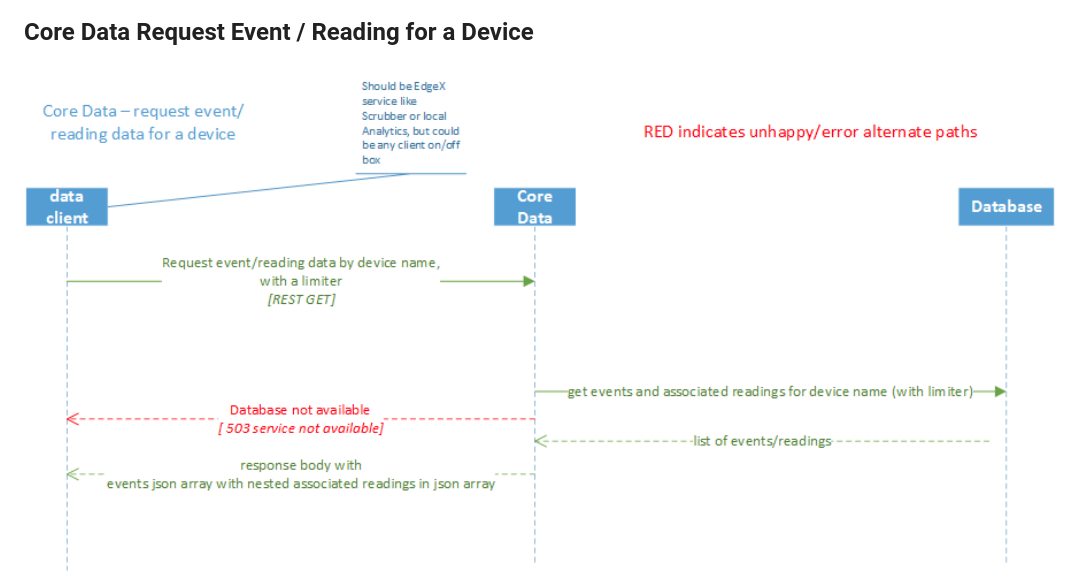 Core Data Request Event / Reading for a Device
Core Data – request event/
reading data for a device
Should be EdgeX
service like
Scrubber or local
Analytics, but could
be any client on/off
box
RED indicates unhappy/error alternate paths
data
client
Core
Data
Database
Request event/reading data by device name,
with a limiter
[REST GET]
get events and associated readings for device name (with limiter)
Database not available
[ 503 service not available]
list of events/readings
response body with
events json array with nested associated readings in json array